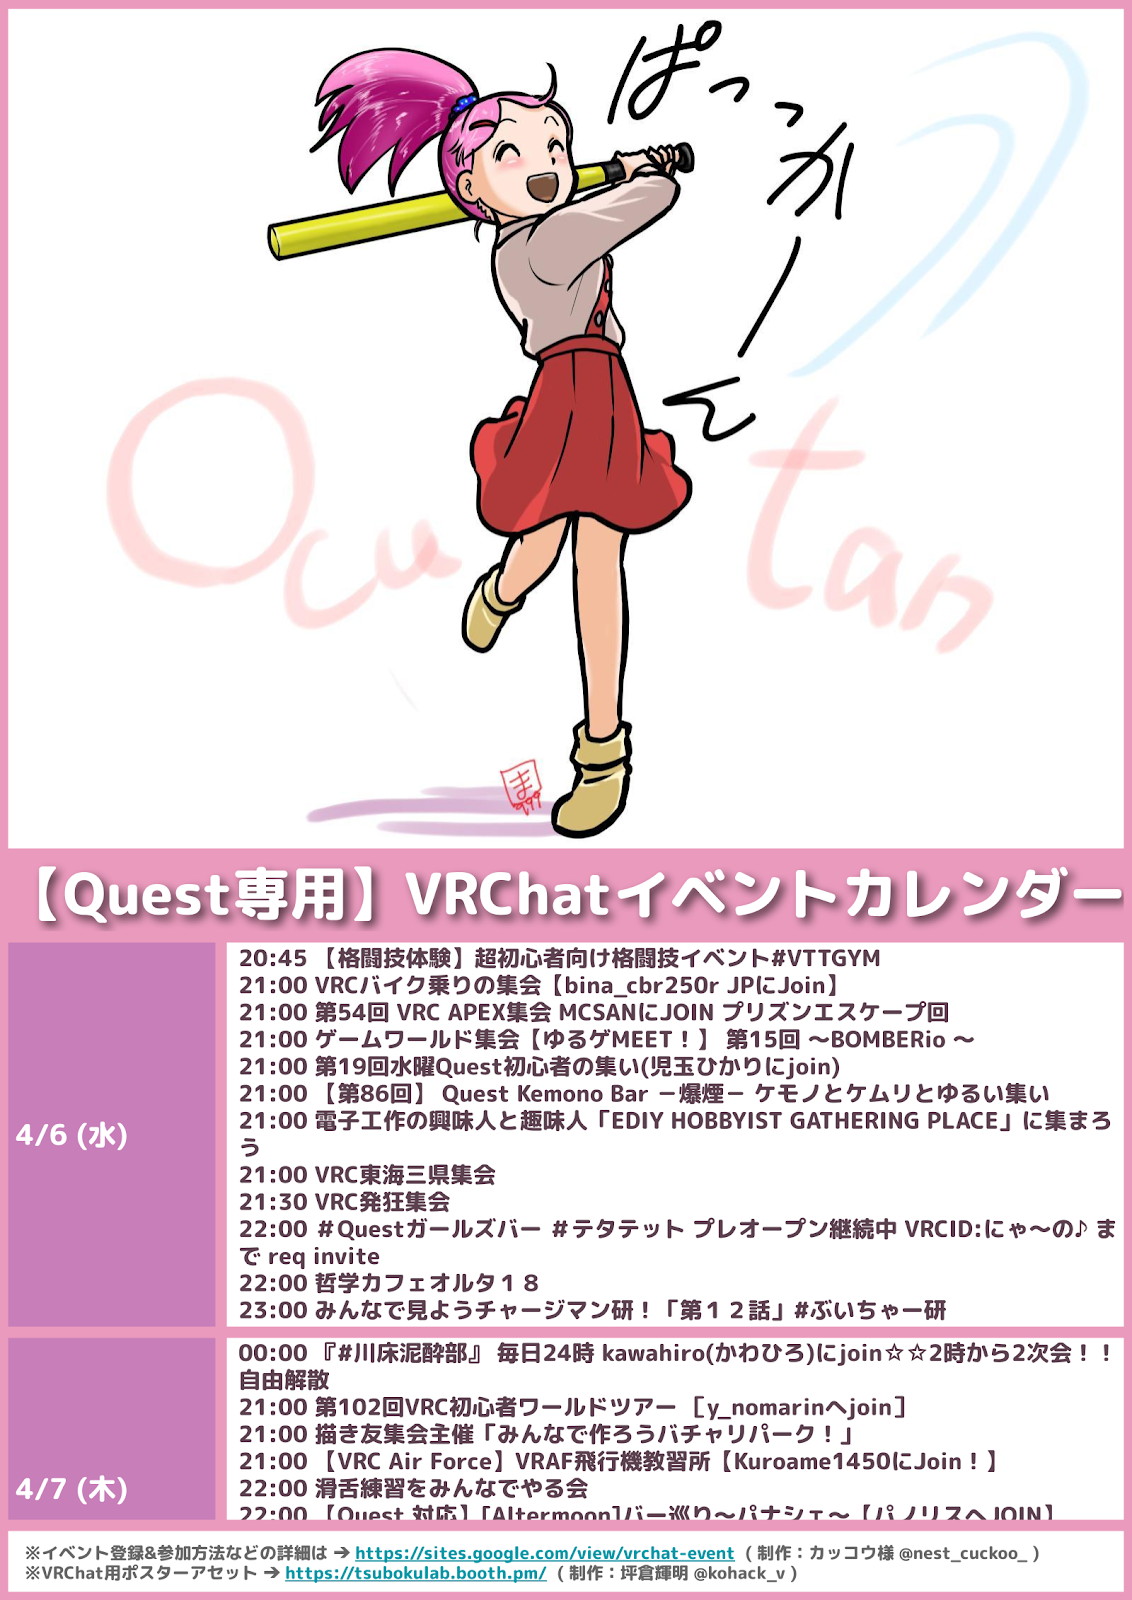 ぱっっカーん
Ocu tan
ま
999
【Quest専用】VRChatイベントカレンダー
4/6 (水)
20:45 【格闘技体験】超初心者向け格闘技イベント#VTTGYM
21:00 VRCバイク乗りの集会【bina_cbr250r JPにJoin】
21:00 第54回 VRC APEX集会 MCSANにJOIN プリズンエスケープ回
21:00 ゲームワールド集会【ゆるゲMEET！】 第15回 ～BOMBERio ～
21:00 第19回水曜Quest初心者の集い(児玉ひかりにjoin)
21:00 【第86回】 Quest Kemono Bar －爆煙－ ケモノとケムリとゆるい集い
21:00 電子工作の興味人と趣味人「EDIY HOBBYIST GATHERING PLACE」に集まろ
う
21:00 VRC東海三県集会
21:30 VRC発狂集会
22:00 ＃Questガールズバー ＃テタテット プレオープン継続中 VRCID:にゃ～の♪ ま
で req invite
22:00 哲学カフェオルタ１８
23:00 みんなで見ようチャージマン研！「第１２話」#ぶいちゃー研
4/7 (木)
00:00 『#川床泥酔部』 毎日24時 kawahiro(かわひろ)にjoin☆☆2時から2次会！！
自由解散
21:00 第102回VRC初心者ワールドツアー ［y_nomarinへjoin］
21:00 描き友集会主催「みんなで作ろうバチャリパーク！」
21:00 【VRC Air Force】VRAF飛行機教習所【Kuroame1450にJoin！】
22:00 滑舌練習をみんなでやる会
22:00 【Quest 対応】[Altermoon]バー巡り～パナシェ～【パノリスへJOIN】
※イベント登録&参加方法などの詳細は → https://sites.google.com/view/vrchat-event ( 制作：カッコウ様 @nest_cuckoo_ )
※VRChat用ポスターアセット → https://tsubokulab.booth.pm/ ( 制作：坪倉輝明 @kohack_v )